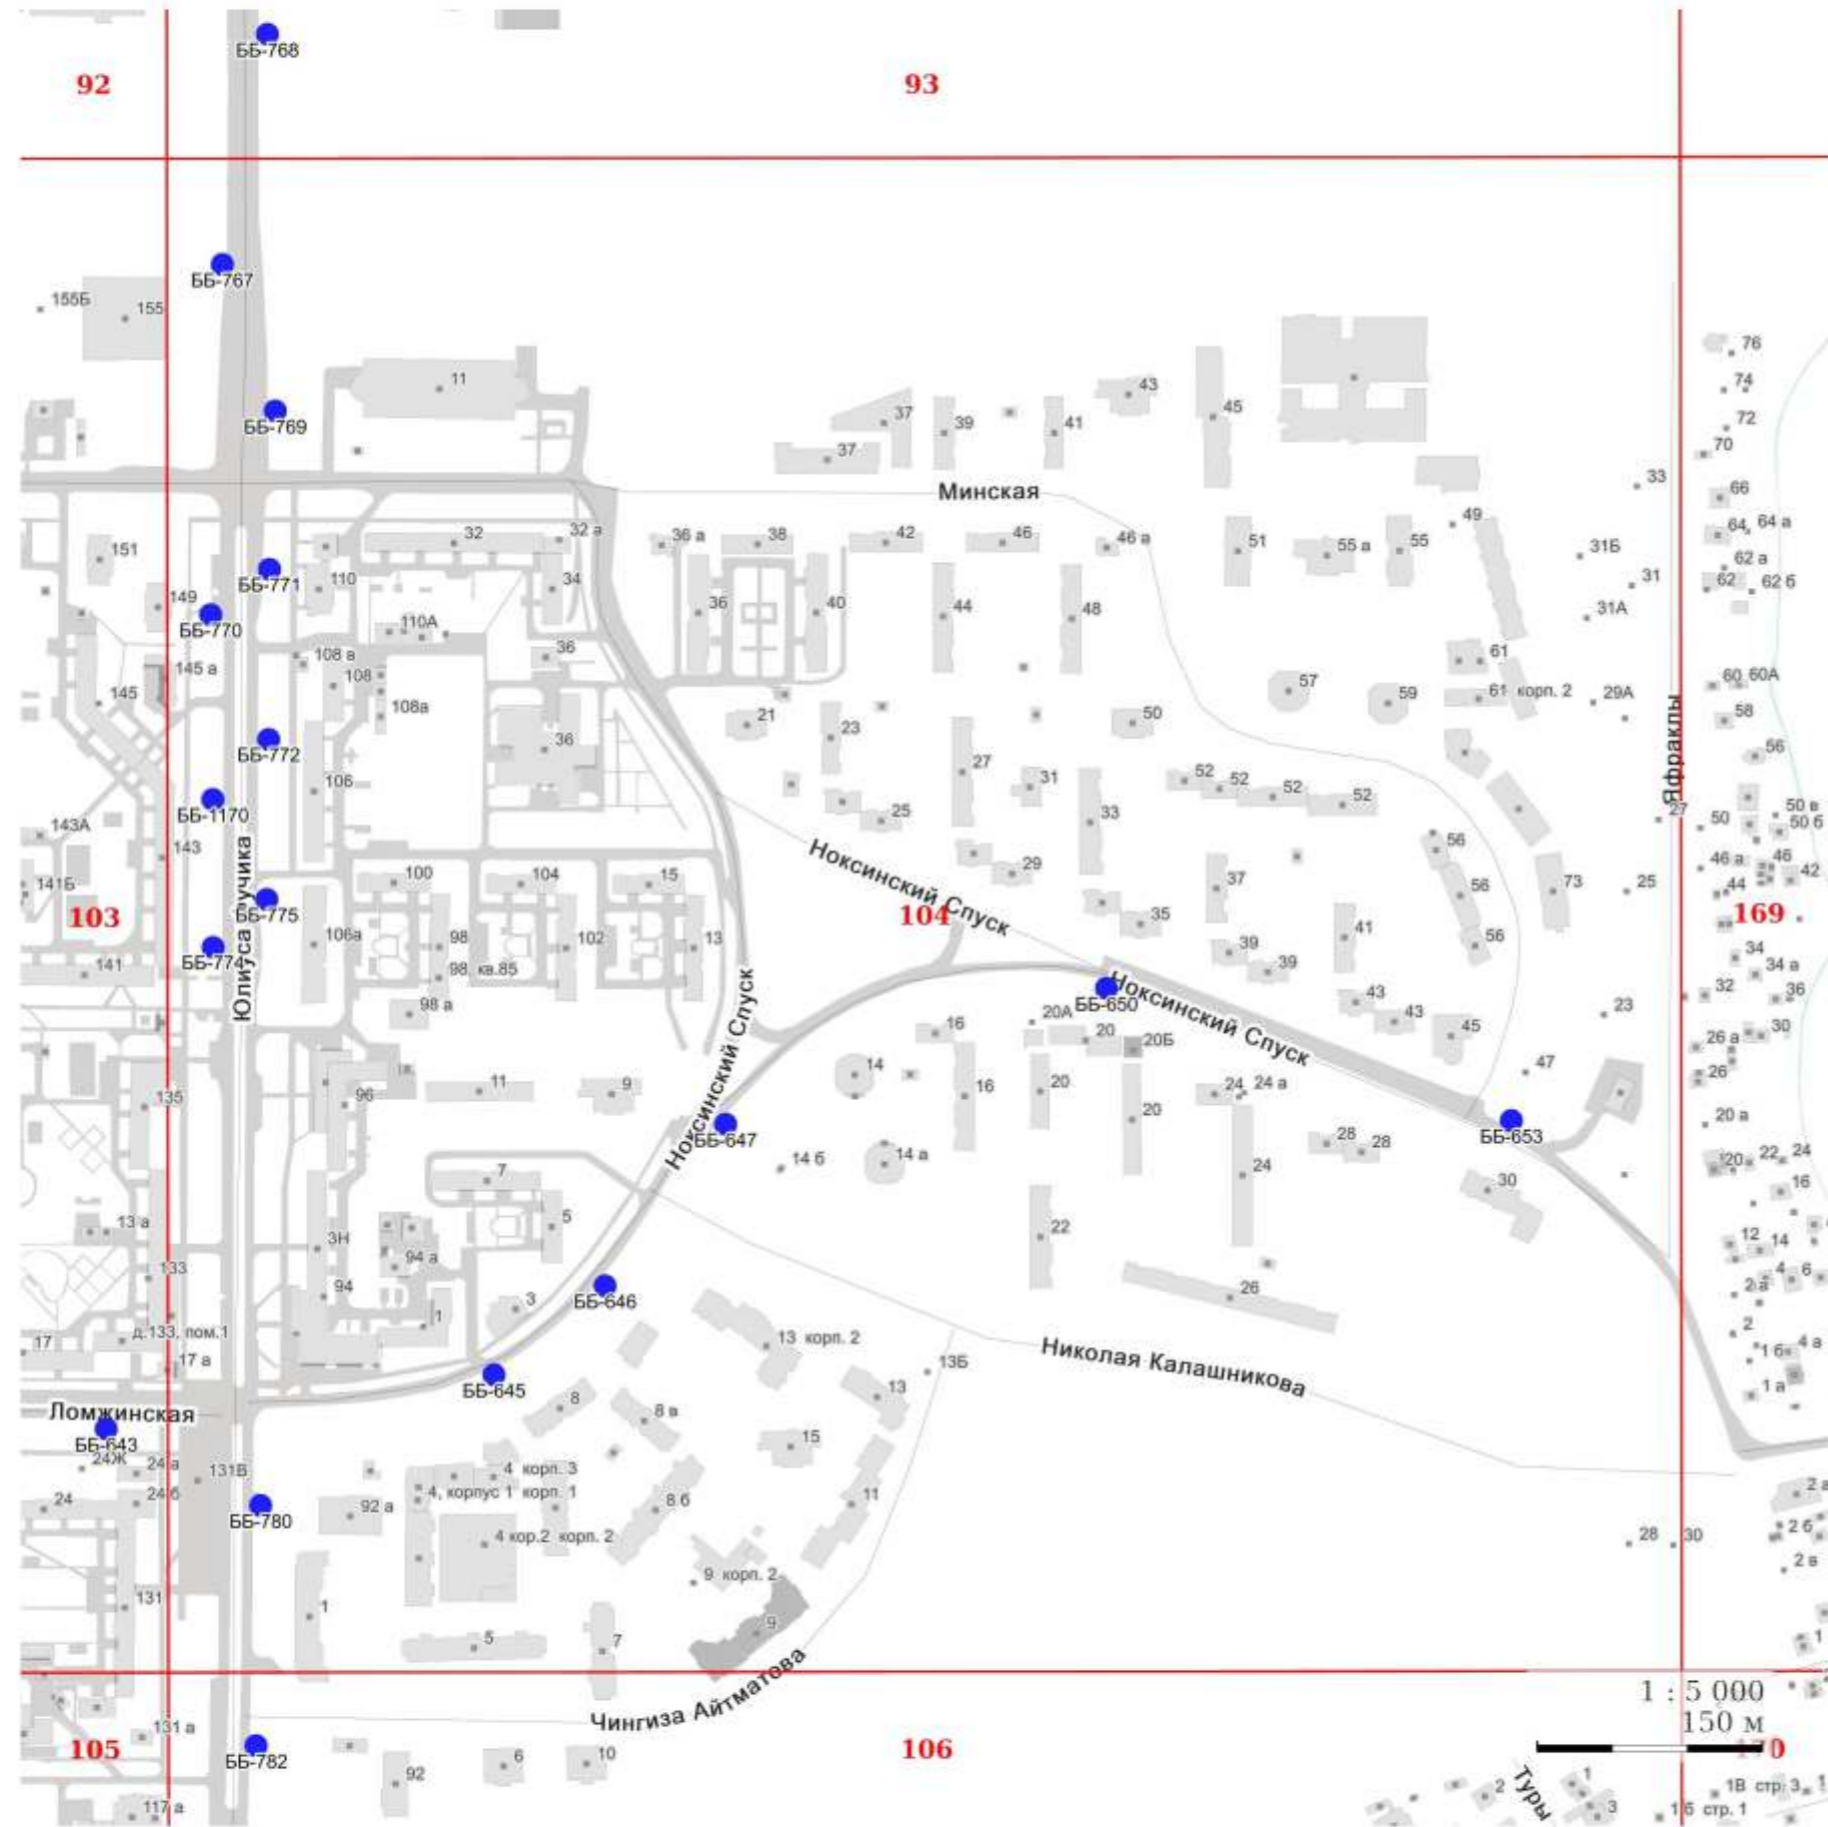 ББ-768
92
93
ББ-767
155Б
155
ББ-769
11
37
39
41
43
45
37
76
74
72
70
Минская
33
66
49
64
64 а
32
32 а
36 а
38
42
46
46 а
51
55 а
55
31Б
62 а
151
ББ-771
110
34
31
62
62 б
149
ББ-770
36
40
44
48
31А
110А
108 в
36
61
145 а
108
57
59
61 корп. 2
29А
60
60А
145
108а
21
23
50
58
ББ-772
36
56
106
27
31
52
52
52
52
Яфраклы
ББ-1170
25
33
27
50
50 в
50 б
143А
143
Ноксинский Спуск
29
56
46 а
46
141Б
100
104
15
37
56
73
25
44
42
103
ББ-775
104
169
106а
98
102
13
35
39
41
56
34
ББ-774
39
34 а
141
98, кв.85
Юлиуса
Ноксинский Спуск
ББ-650
43
43
32
36
98 а
Ноксинский Спуск
20А
16
20
20Б
45
23
26 а
30
135
96
11
9
14
16
20
20
24
24 а
47
26
20 а
ББ-647
ББ-653
7
14 б
14 а
28
28
20
22
24
24
30
16
13 а
3Н
5
22
12
14
94 а
133
94
ББ-646
26
4
6
2 а
3
1
д.133, пом.1
13 корп. 2
Николая Калашникова
2
4 а
17
17 а
13Б
1 б
ББ-645
13
1 а
Ломжинская
8
8 в
ББ-643
15
24Ж
24 а
131В
4 корп. 3
24
24 б
4, корпус 1 корп. 1
8 б
11
2 а
ББ-780
92 а
4 кор.2 корп. 2
28
30
2 б
2 в
131
9 корп. 2
1
9
5
7
1
Чингиза Айтматова
1 : 5 000
150 м
131 а
105
106
ББ-782
6
10
92
Туры
2
1
3
1В стр. 3
1б стр. 1
117 а